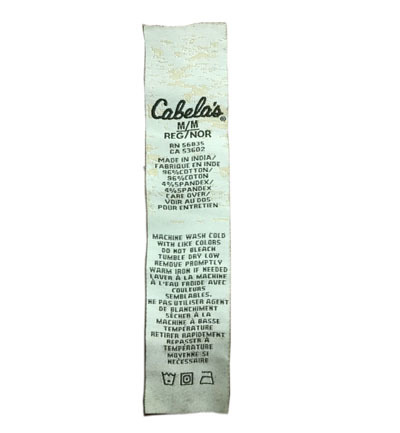 Cabela's®
M/M
REG/NOR
RN 56835
CA 53602
MADE IN INDIA/
FABRIQUE EN INDE
96%COTTON/
96%COTON
4%SPANDEX/
4%SPANDEX
CARE OVER/
VOIR AU DOS
POUR ENTRETIEN
MACHINE WASH COLD
WITH LIKE COLORS
DO NOT BLEACH
TUMBLE DRY LOW
REMOVE PROMPTLY
WARM IRON IF NEEDED
LAVER À LA MACHINE
À L'EAU FROIDE AVEC
COULEURS
SEMBLABLES.
NE PAS UTILISER AGENT
DE BLANCHIMENT
SÉCHER À LA
MACHINE À BASSE
TEMPÉRATURE
RETIRER RAPIDEMENT
REPASSER À
TEMPÉRATURE
MOYENNE SI
NÉCESSAIRE